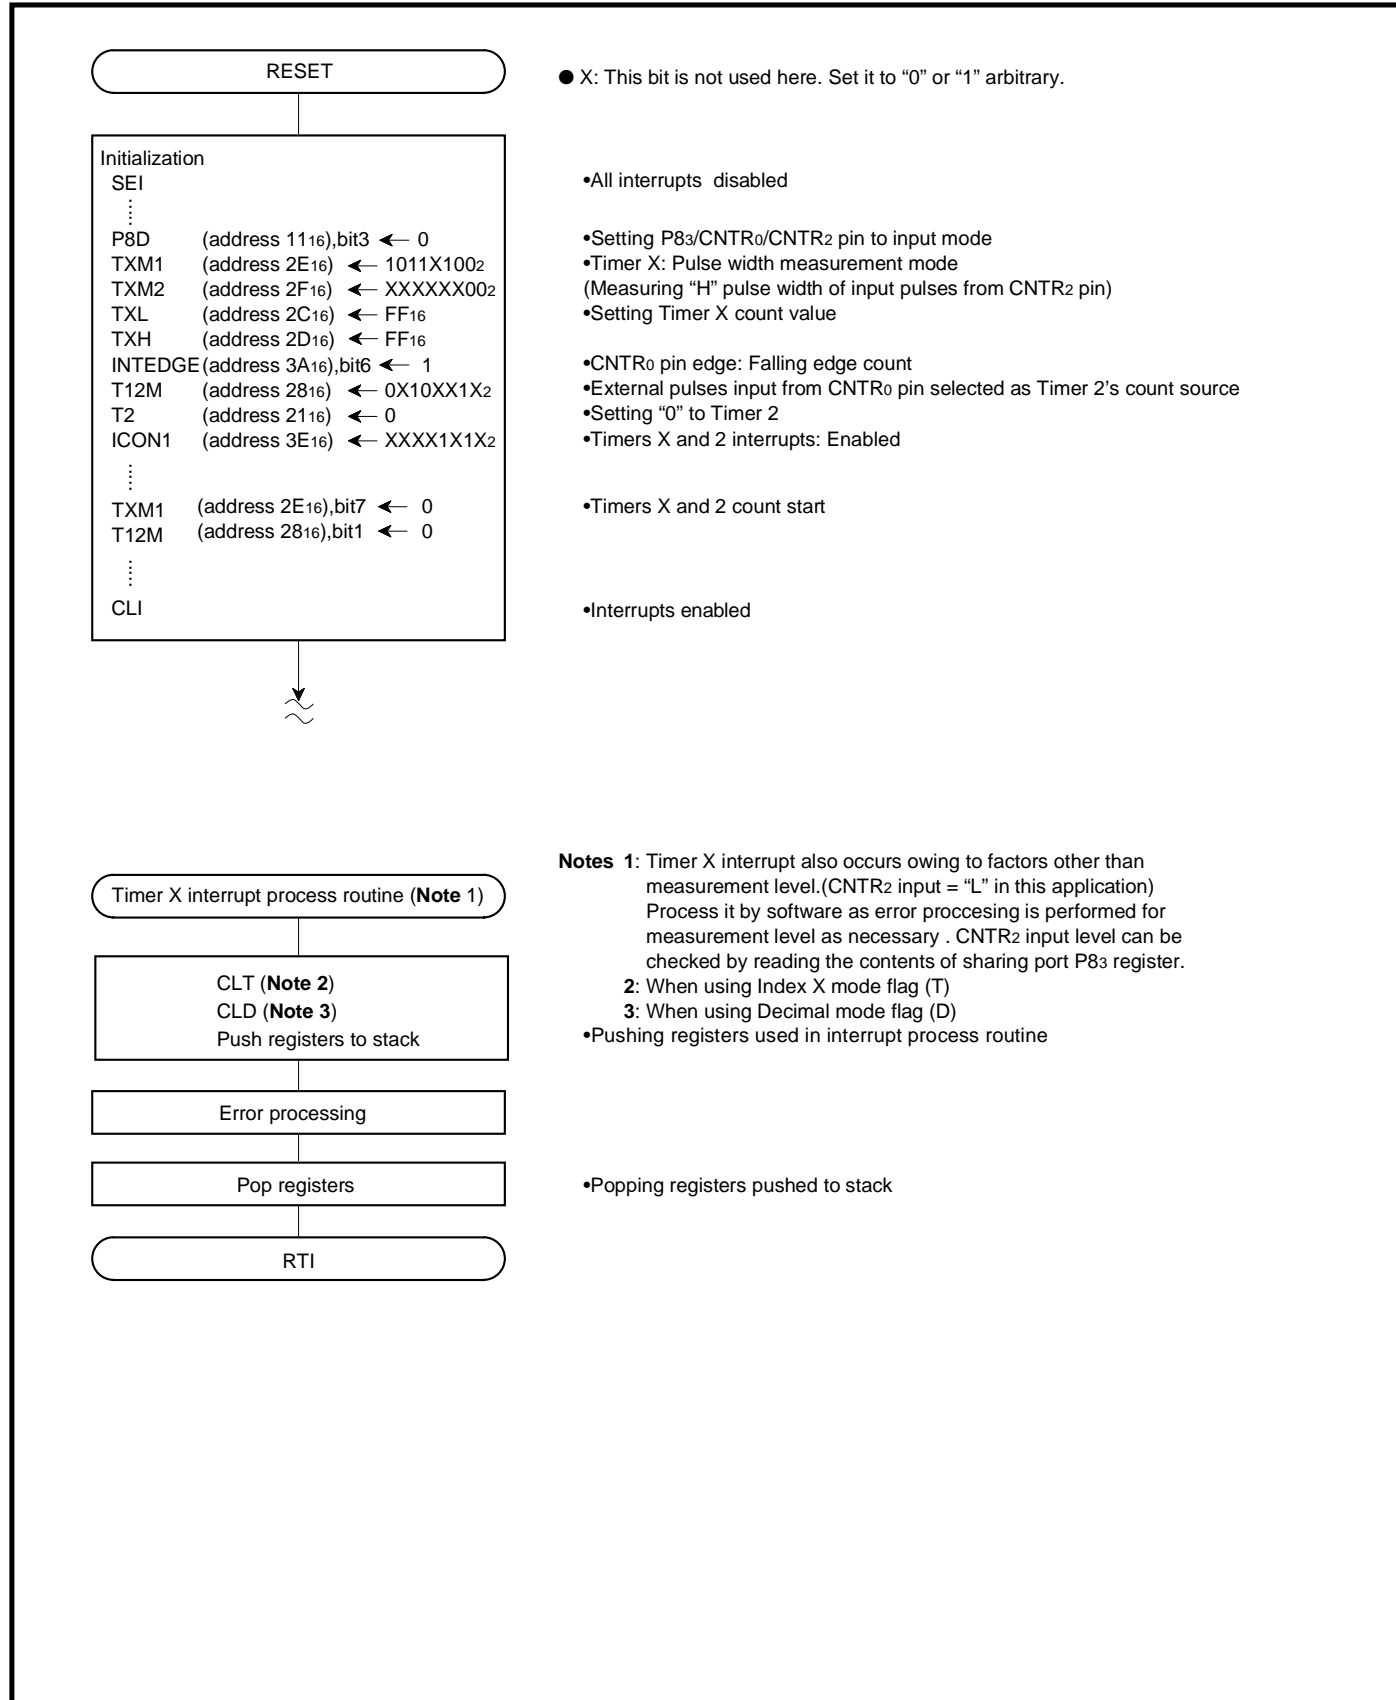 RESET
● X: This bit is not used here. Set it to “0” or “1” arbitrary.
Initialization
SEI
•All interrupts disabled
P8D (address 1116),bit3 ← 0
•Setting P83/CNTR0/CNTR2 pin to input mode
TXM1 (address 2E16) ← 1011X1002
•Timer X: Pulse width measurement mode
TXM2 (address 2F16) ← XXXXXX002
(Measuring “H” pulse width of input pulses from CNTR2 pin)
TXL (address 2C16) ← FF16
•Setting Timer X count value
TXH (address 2D16) ← FF16
INTEDGE (address 3A16),bit6 ← 1
•CNTR0 pin edge: Falling edge count
T12M (address 2816) ← 0X10XX1X2
•External pulses input from CNTR0 pin selected as Timer 2’s count source
T2 (address 2116) ← 0
•Setting “0” to Timer 2
ICON1 (address 3E16) ← XXXX1X1X2
•Timers X and 2 interrupts: Enabled
TXM1 (address 2E16),bit7 ← 0
•Timers X and 2 count start
T12M (address 2816),bit1 ← 0
CLI
•Interrupts enabled
Timer X interrupt process routine (Note 1)
Notes 1: Timer X interrupt also occurs owing to factors other than
measurement level.(CNTR2 input = “L” in this application)
Process it by software as error proccesing is performed for
measurement level as necessary . CNTR2 input level can be
checked by reading the contents of sharing port P83 register.
2: When using Index X mode flag (T)
3: When using Decimal mode flag (D)
CLT (Note 2)
CLD (Note 3)
Push registers to stack
•Pushing registers used in interrupt process routine
Error processing
Pop registers
•Popping registers pushed to stack
RTI